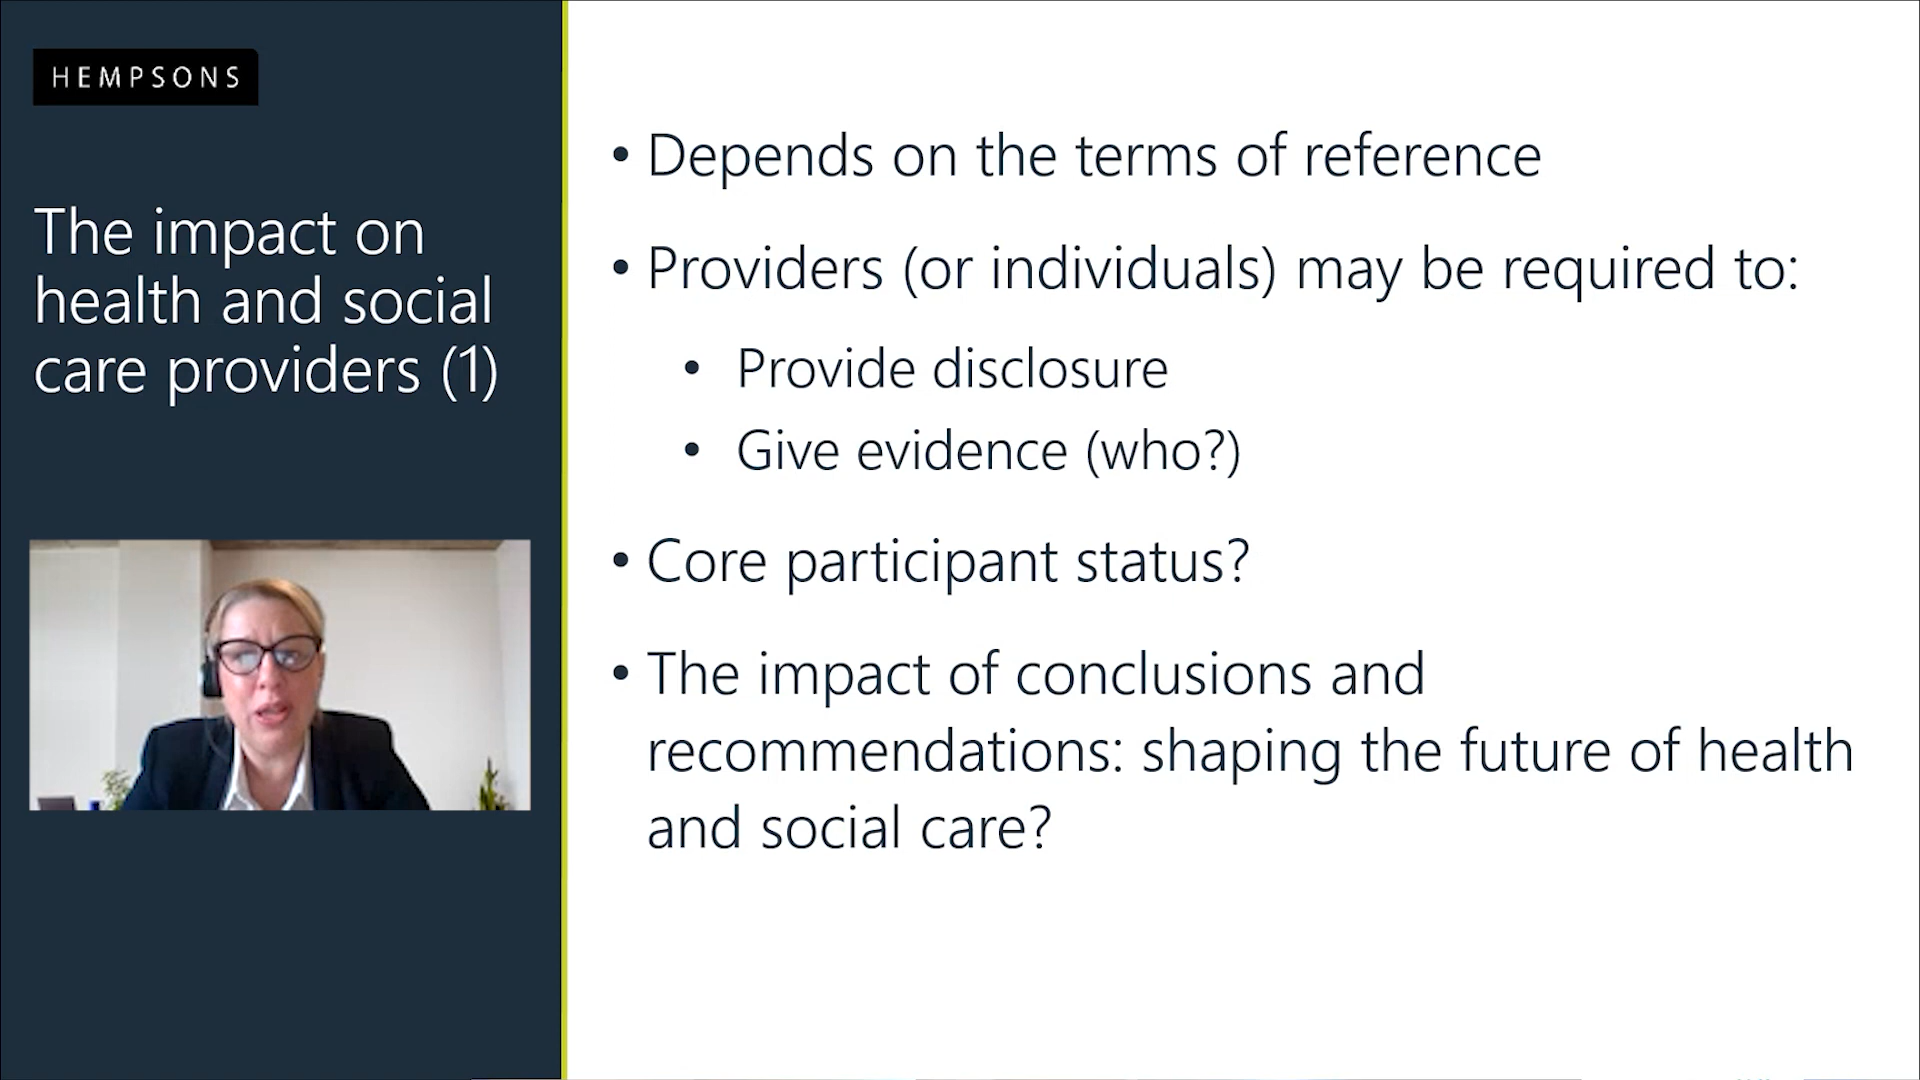 HEMPSONS
The impact on
health and social
care providers (1)
• Depends on the terms of reference
• Providers (or individuals) may be required to:
• Provide disclosure
• Give evidence (who?)
• Core participant status?
• The impact of conclusions and
recommendations: shaping the future of health
and social care?